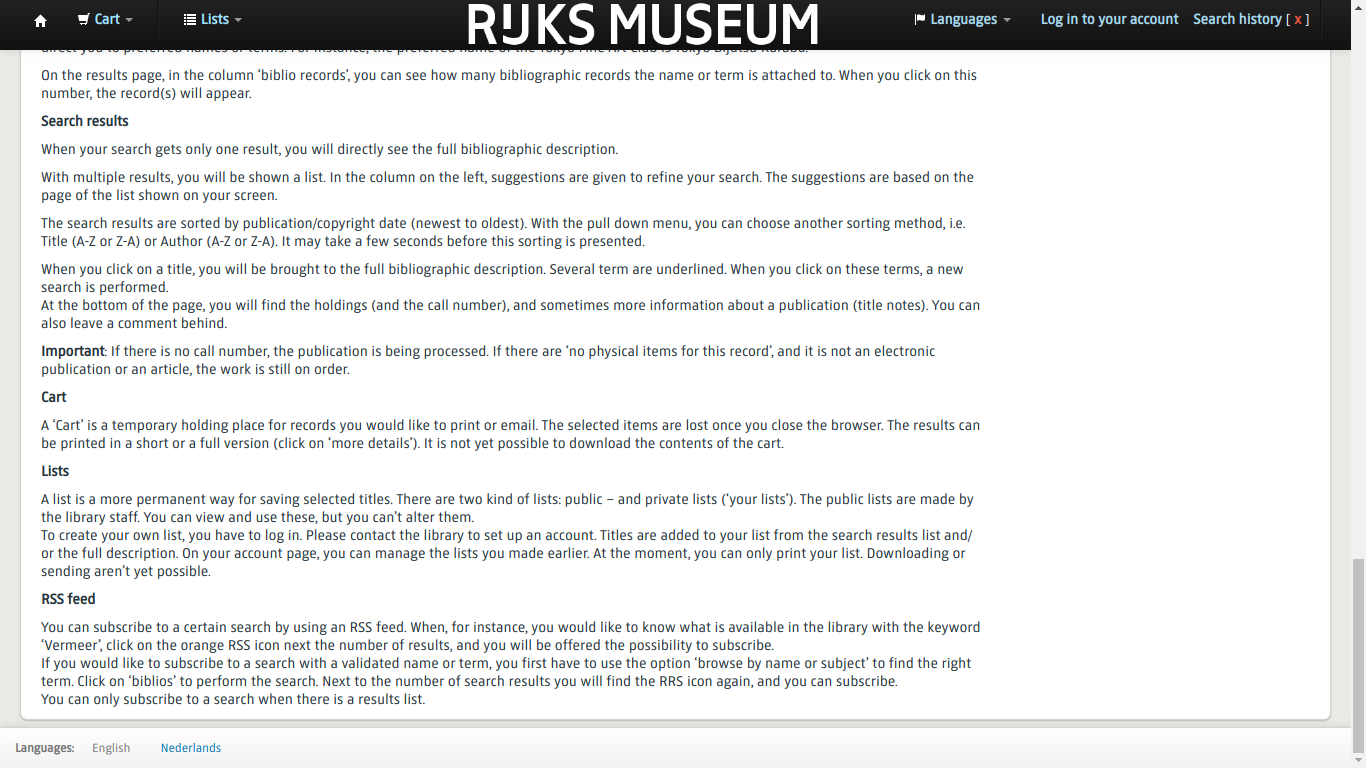 Cart
Lists
RIJKS MUSEUM
Languages
Log in to your account
Search history [ x ]
direct you to preferred names or terms. For instance, the preferred name of the Tokyo Fine Art Club is Tokyo Bijutsu Kurabu.
On the results page, in the column ‘biblio records’, you can see how many bibliographic records the name or term is attached to. When you click on this
number, the record(s) will appear.
Search results
When your search gets only one result, you will directly see the full bibliographic description.
With multiple results, you will be shown a list. In the column on the left, suggestions are given to refine your search. The suggestions are based on the
page of the list shown on your screen.
The search results are sorted by publication/copyright date (newest to oldest). With the pull down menu, you can choose another sorting method, i.e.
Title (A-Z or Z-A) or Author (A-Z or Z-A). It may take a few seconds before this sorting is presented.
When you click on a title, you will be brought to the full bibliographic description. Several term are underlined. When you click on these terms, a new
search is performed.
At the bottom of the page, you will find the holdings (and the call number), and sometimes more information about a publication (title notes). You can
also leave a comment behind.
Important: If there is no call number, the publication is being processed. If there are ‘no physical items for this record’, and it is not an electronic
publication or an article, the work is still on order.
Cart
A ‘Cart’ is a temporary holding place for records you would like to print or email. The selected items are lost once you close the browser. The results can
be printed in a short or a full version (click on ‘more details’). It is not yet possible to download the contents of the cart.
Lists
A list is a more permanent way for saving selected titles. There are two kind of lists: public – and private lists (‘your lists’). The public lists are made by
the library staff. You can view and use these, but you can’t alter them.
To create your own list, you have to log in. Please contact the library to set up an account. Titles are added to your list from the search results list and/
or the full description. On your account page, you can manage the lists you made earlier. At the moment, you can only print your list. Downloading or
sending aren’t yet possible.
RSS feed
You can subscribe to a certain search by using an RSS feed. When, for instance, you would like to know what is available in the library with the keyword
‘Vermeer’, click on the orange RSS icon next the number of results, and you will be offered the possibility to subscribe.
If you would like to subscribe to a search with a validated name or term, you first have to use the option ‘browse by name or subject’ to find the right
term. Click on ‘biblios’ to perform the search. Next to the number of search results you will find the RRS icon again, and you can subscribe.
You can only subscribe to a search when there is a results list.
Languages:
English
Nederlands